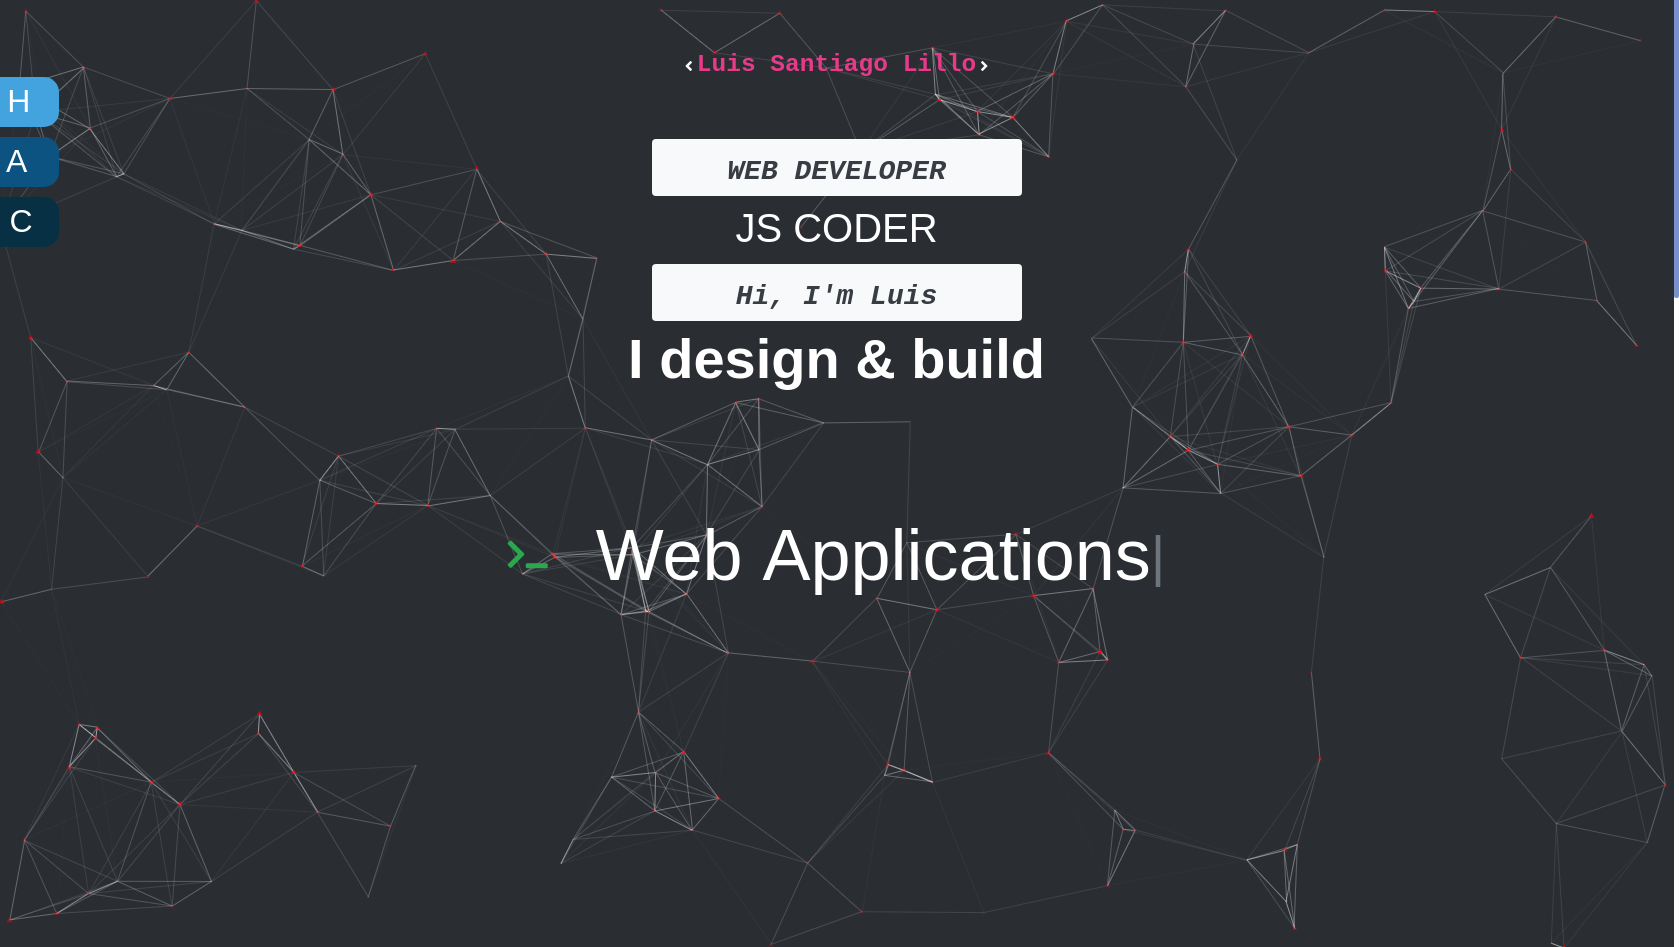 ‹Luis Santiago Lillo›
H
A
C
WEB DEVELOPER
JS CODER
Hi, I'm Luis
I design & build
Web Applications|